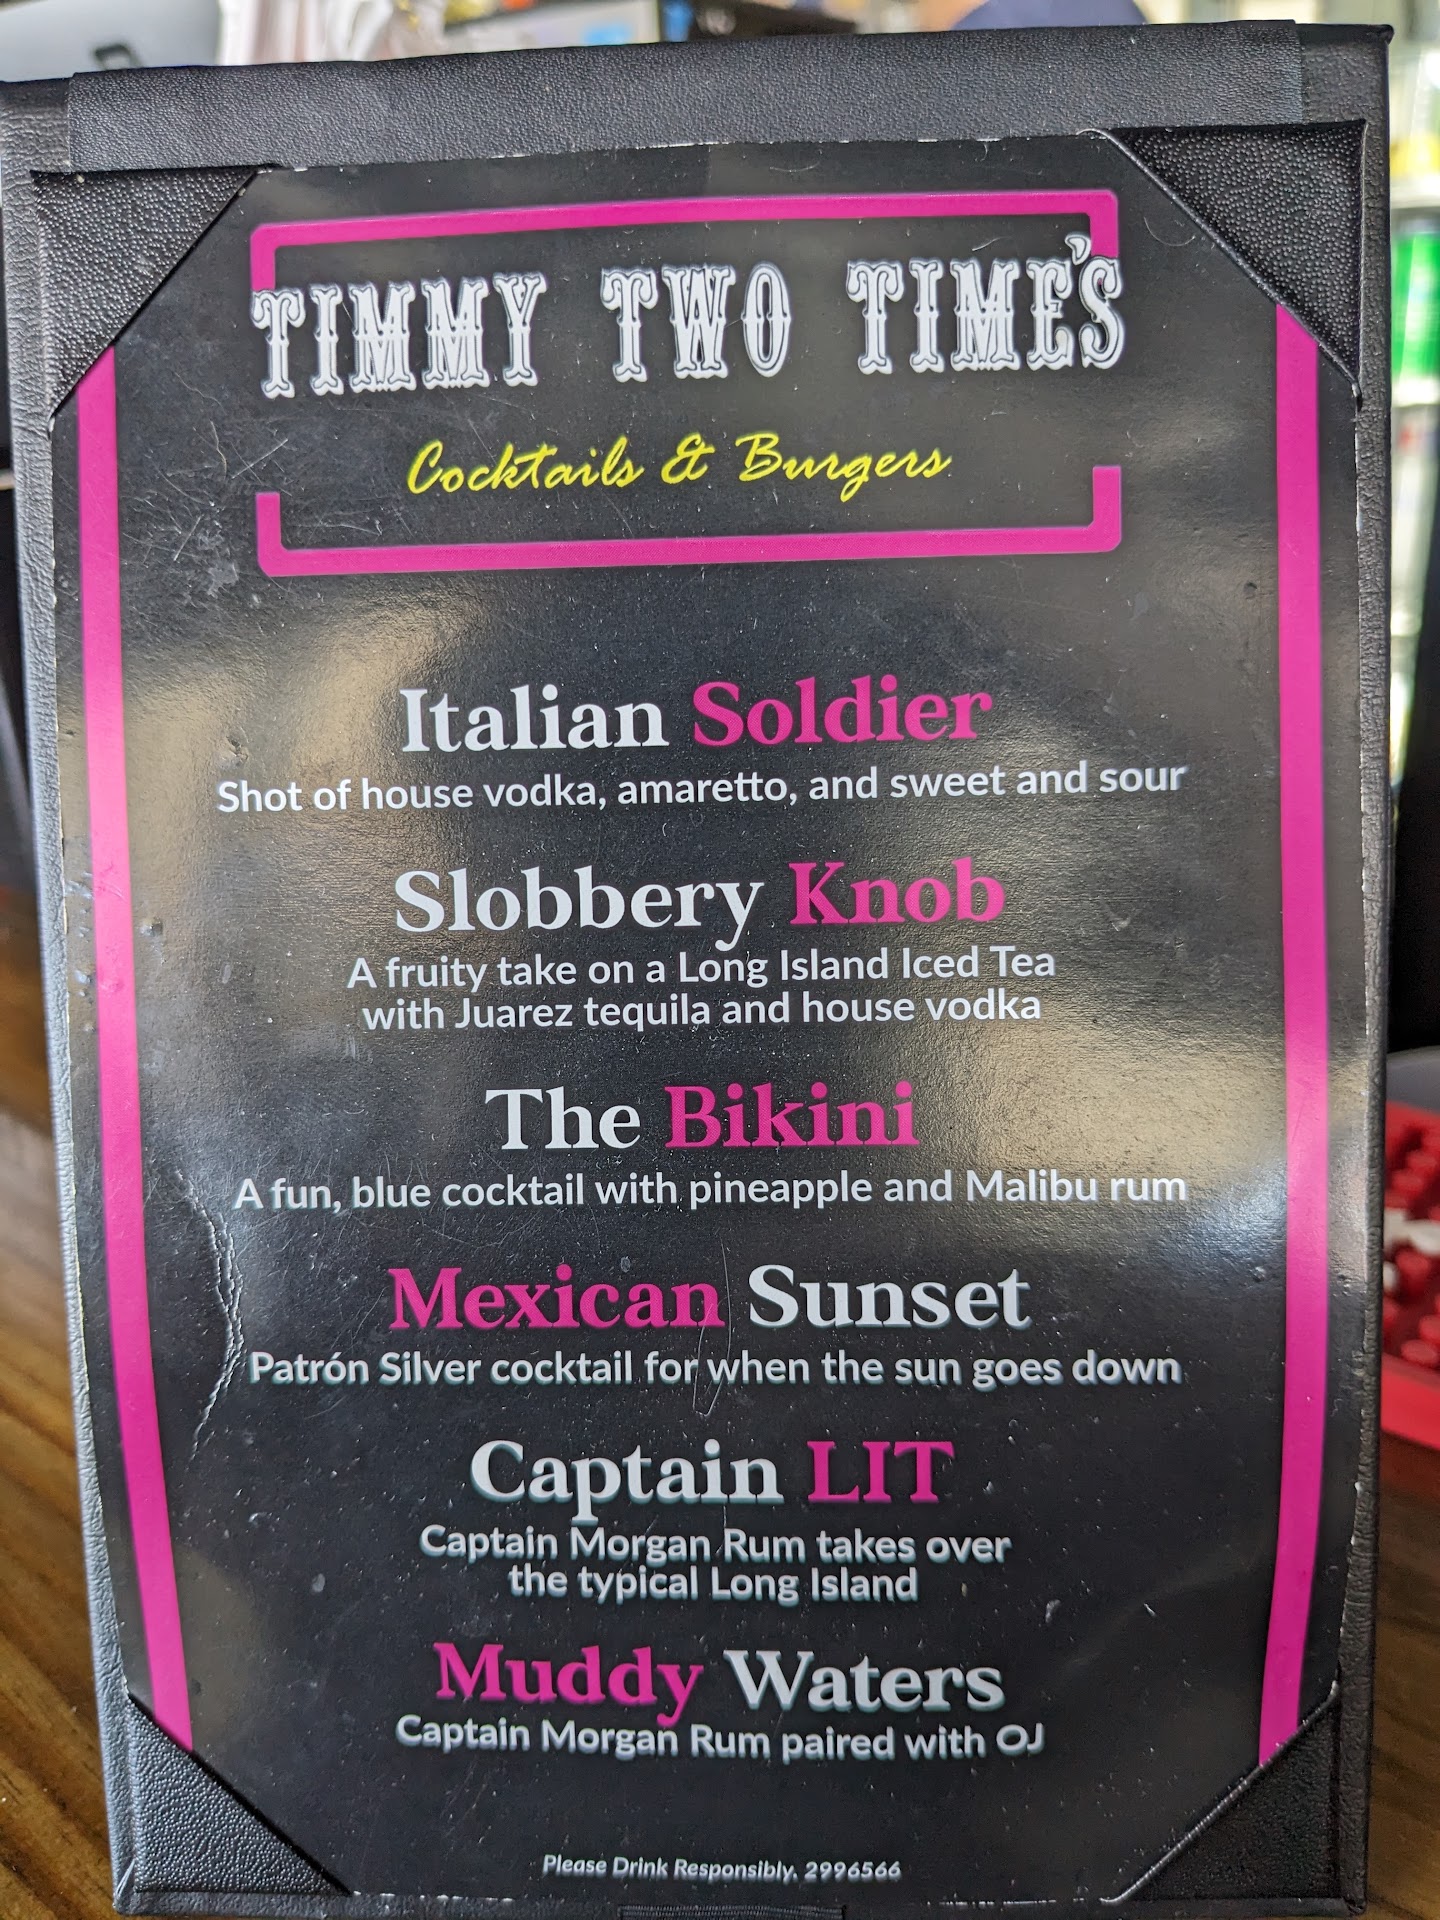 TIMMY TWO TIME'S
Cocktails & Burgers
Italian Soldier
Shot of house vodka, amaretto, and sweet and sour
Slobbery Knob
A fruity take on a Long Island Iced Tea
with Juarez tequila and house vodka
The Bikini
A fun, blue cocktail with pineapple and Malibu rum
Mexican Sunset
Patrón Silver cocktail for when the sun goes down
Captain LIT
Captain Morgan Rum takes over
the typical Long Island
Muddy Waters
Captain Morgan Rum paired with OJ
Please Drink Responsibly. 2996566